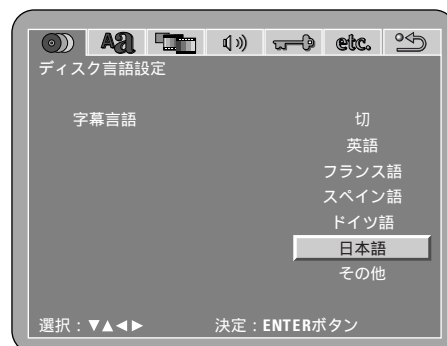 Aあ etc.
ディスク言語設定
字幕言語 切
英語
フランス語
スペイン語
ドイツ語
日本語
その他
選択：▼▲◀▶ 決定：ENTERボタン